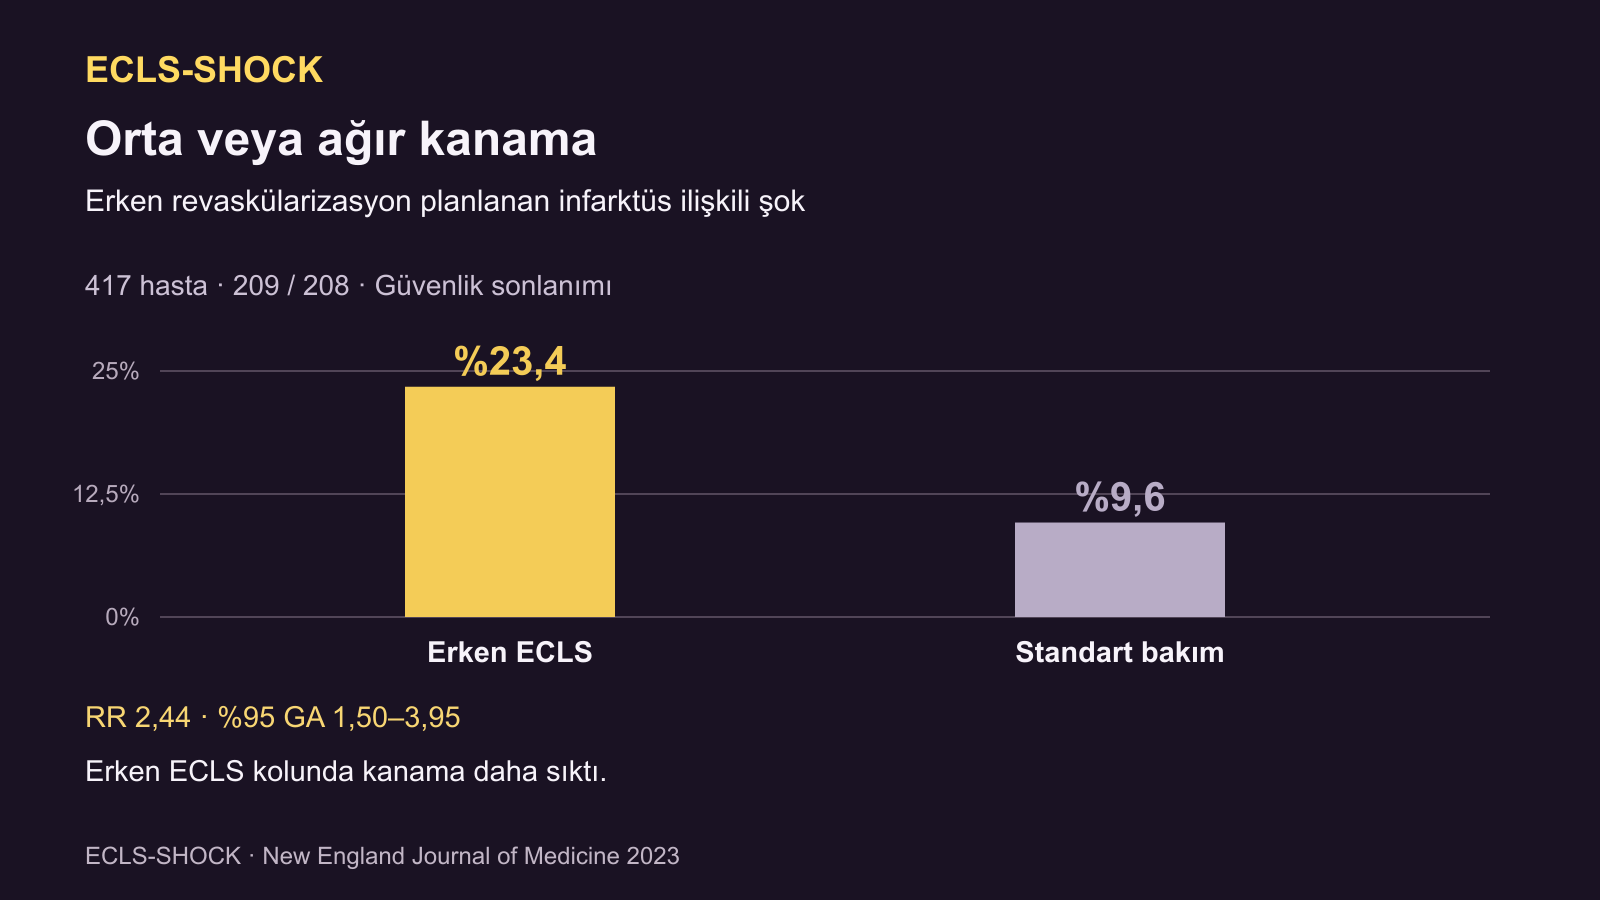 ECLS-SHOCK
Orta veya ağır kanama
Erken revaskülarizasyon planlanan infarktüs ilişkili şok
417 hasta · 209 / 208 · Güvenlik sonlanımı
%23,4
25%
12,5%
%9,6
0%
Erken ECLS
Standart bakım
RR 2,44 · %95 GA 1,50–3,95
Erken ECLS kolunda kanama daha sıktı.
ECLS-SHOCK · New England Journal of Medicine 2023